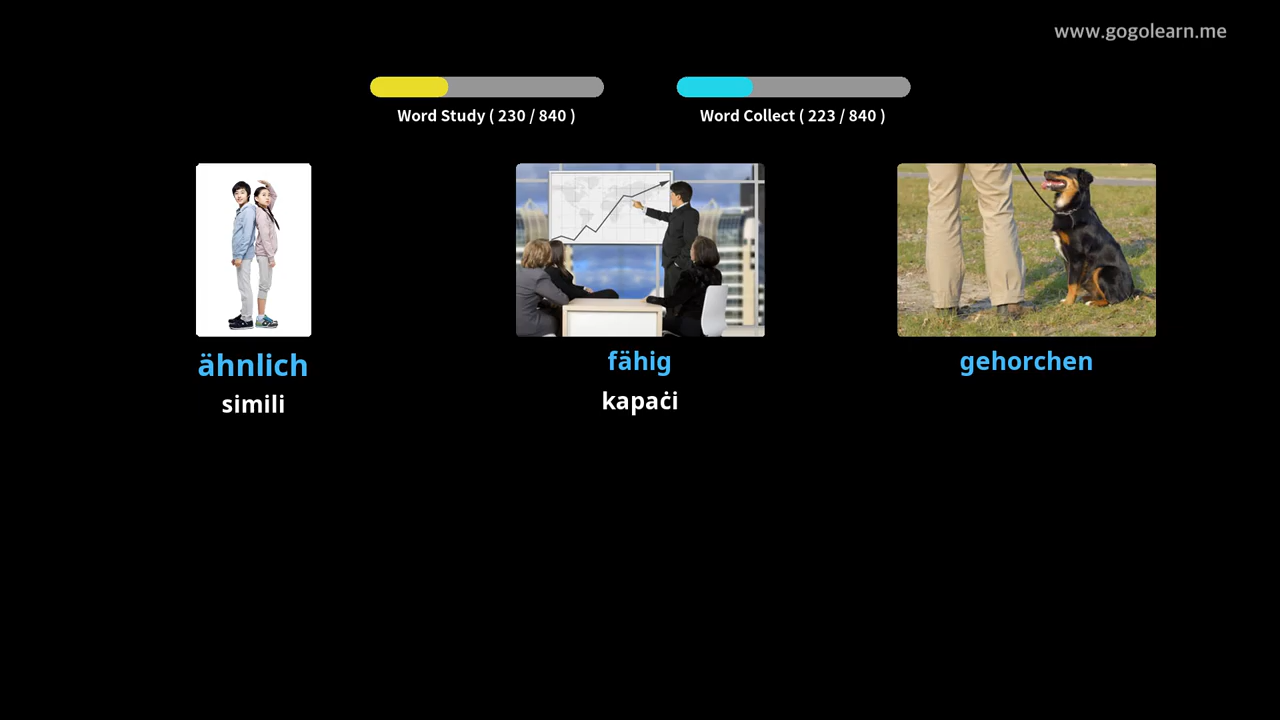 www.gogolearn.me
Word Study ( 230 / 840 )
Word Collect ( 223 / 840 )
ähnlich
simili
fähig
kapaċi
gehorchen